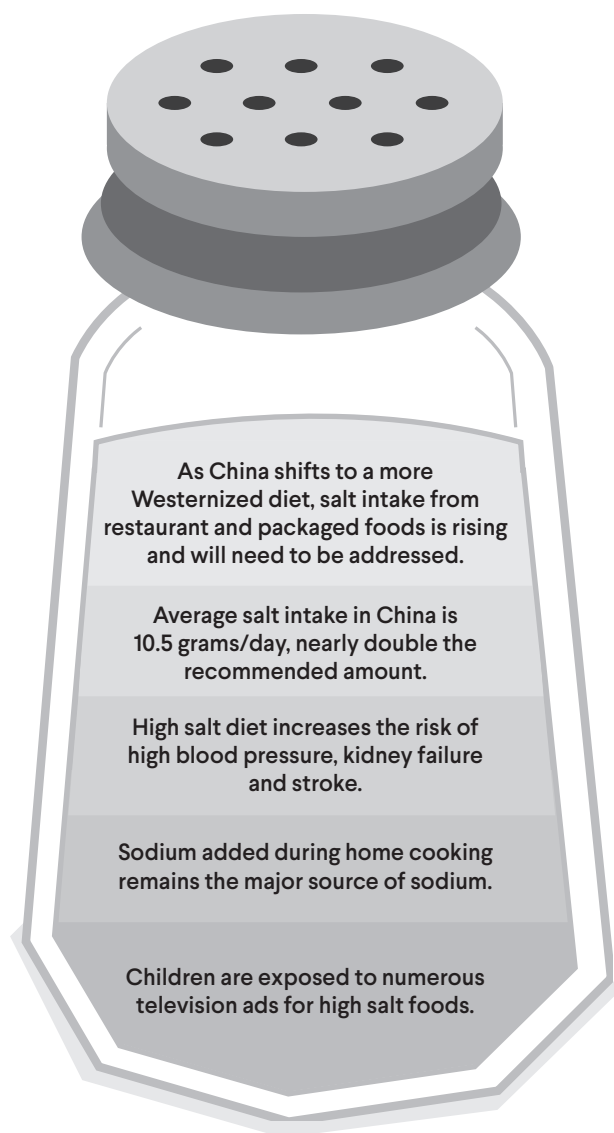 As China shifts to a more
Westernized diet, salt intake from
restaurant and packaged foods is rising
and will need to be addressed.
Average salt intake in China is
10.5 grams/day, nearly double the
recommended amount.
High salt diet increases the risk of
high blood pressure, kidney failure
and stroke.
Sodium added during home cooking
remains the major source of sodium.
Children are exposed to numerous
television ads for high salt foods.